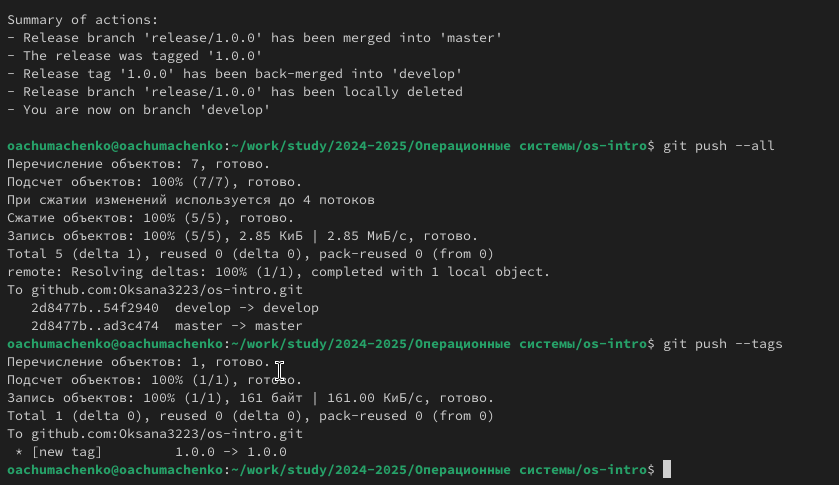 Summary of actions:
- Release branch 'release/1.0.0' has been merged into 'master'
- The release was tagged '1.0.0'
- Release tag '1.0.0' has been back-merged into 'develop'
- Release branch 'release/1.0.0' has been locally deleted
- You are now on branch 'develop'
oachumachenko@oachumachenko:~/work/study/2024-2025/Операционные системы/os-intro$ git push --all
Перечисление объектов: 7, готово.
Подсчет объектов: 100% (7/7), готово.
При сжатии изменений используется до 4 потоков
Сжатие объектов: 100% (5/5), готово.
Запись объектов: 100% (5/5), 2.85 КиБ | 2.85 МиБ/с, готово.
Total 5 (delta 1), reused 0 (delta 0), pack-reused 0 (from 0)
remote: Resolving deltas: 100% (1/1), completed with 1 local object.
To github.com:Oksana3223/os-intro.git
   2d8477b..54f2940  develop -> develop
   2d8477b..ad3c474  master -> master
oachumachenko@oachumachenko:~/work/study/2024-2025/Операционные системы/os-intro$ git push --tags
Перечисление объектов: 1, готово.
Подсчет объектов: 100% (1/1), готово.
Запись объектов: 100% (1/1), 161 байт | 161.00 КиБ/с, готово.
Total 1 (delta 0), reused 0 (delta 0), pack-reused 0 (from 0)
To github.com:Oksana3223/os-intro.git
 * [new tag]         1.0.0 -> 1.0.0
oachumachenko@oachumachenko:~/work/study/2024-2025/Операционные системы/os-intro$